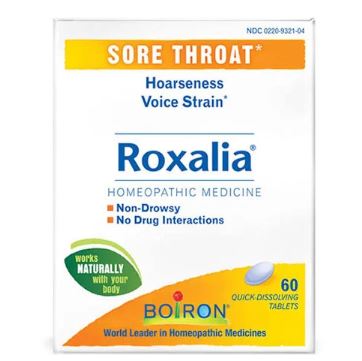 NDC 0220-9321-04
SORE THROAT*
Hoarseness
Voice Strain*
Roxalia®
HOMEOPATHIC MEDICINE
Non-Drowsy
No Drug Interactions
works
NATURALLY
with your
body
60
QUICK-DISSOLVING
TABLETS
BOIRON®
World Leader in Homeopathic Medicines